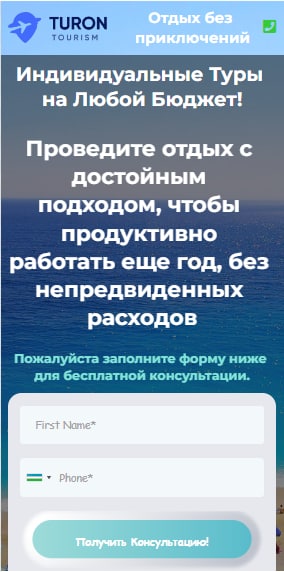 TURON
TOURISM
Отдых без
приключений
Индивидуальные Туры
на Любой Бюджет!
Проведите отдых с
достойным
подходом, чтобы
продуктивно
работать еще год, без
непредвиденных
расходов
Пожалуйста заполните форму ниже
для бесплатной консультации.
First Name*
Phone*
Получить Консультацию!